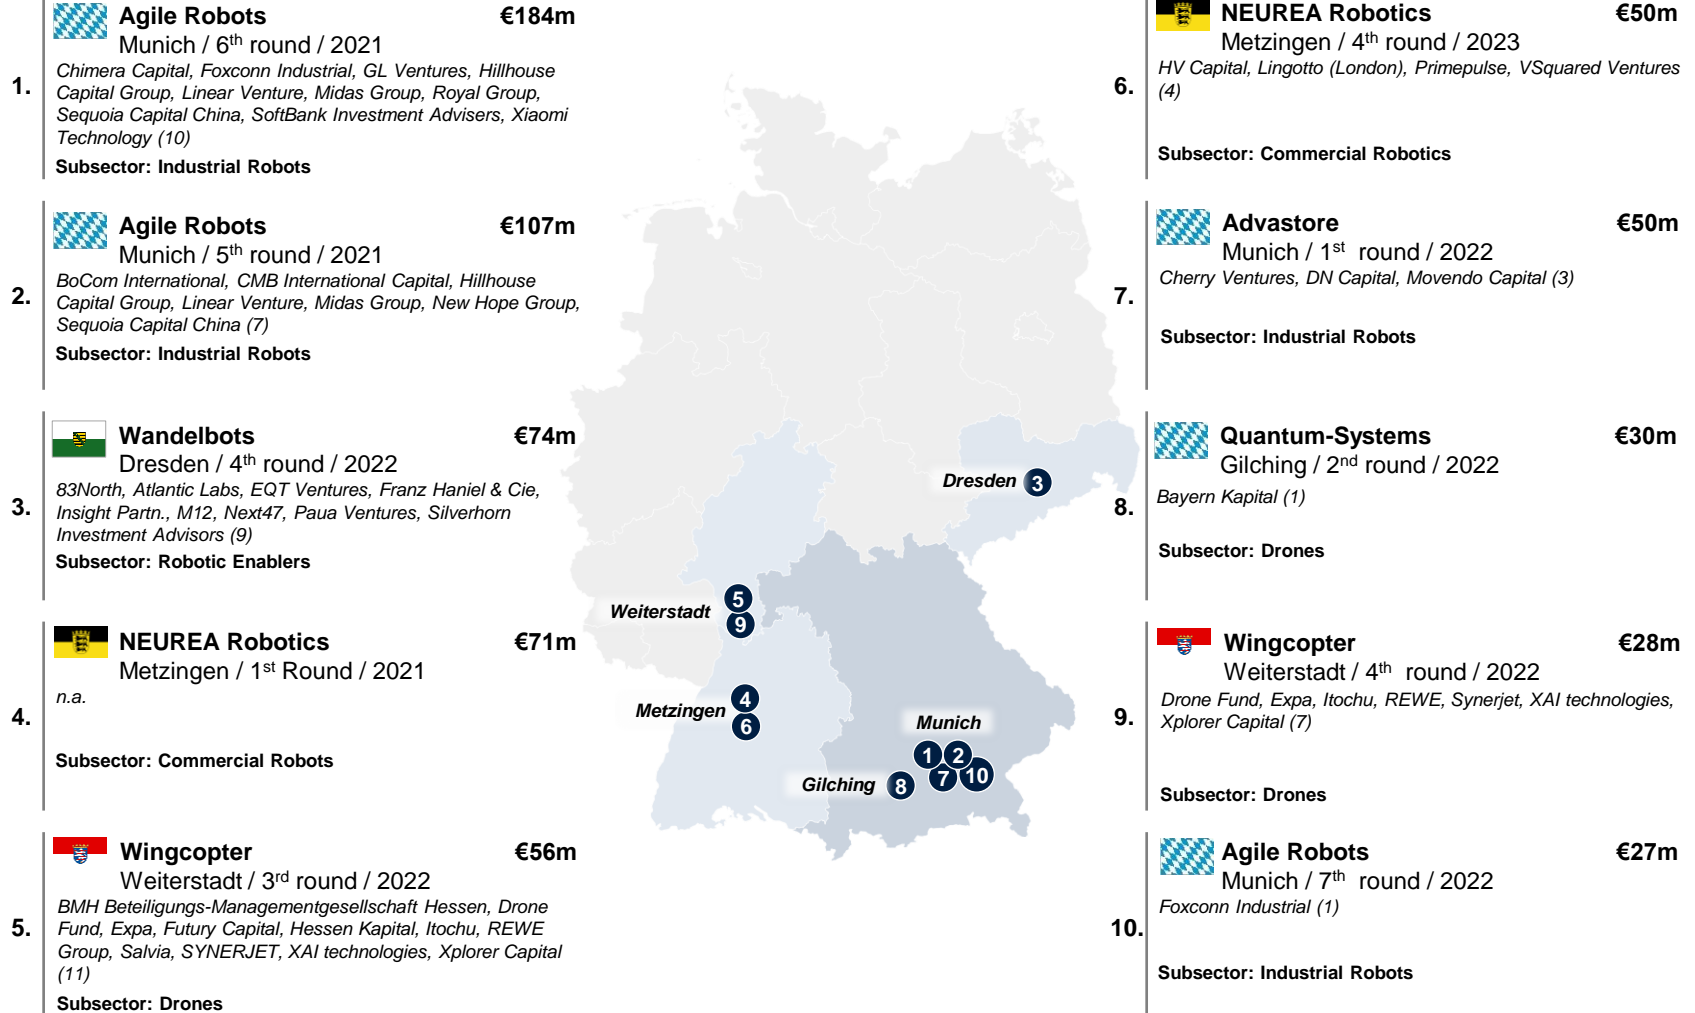 1.
Agile Robots €184m
Munich / 6th round / 2021
Chimera Capital, Foxconn Industrial, GL Ventures, Hillhouse
Capital Group, Linear Venture, Midas Group, Royal Group,
Sequoia Capital China, SoftBank Investment Advisers, Xiaomi
Technology (10)
Subsector: Industrial Robots
2.
Agile Robots €107m
Munich / 5th round / 2021
BoCom International, CMB International Capital, Hillhouse
Capital Group, Linear Venture, Midas Group, New Hope Group,
Sequoia Capital China (7)
Subsector: Industrial Robots
3.
Wandelbots €74m
Dresden / 4th round / 2022
83North, Atlantic Labs, EQT Ventures, Franz Haniel & Cie,
Insight Partn., M12, Next47, Paua Ventures, Silverhorn
Investment Advisors (9)
Subsector: Robotic Enablers
4.
NEUREA Robotics €71m
Metzingen / 1st Round / 2021
n.a.
Subsector: Commercial Robots
5.
Wingcopter €56m
Weiterstadt / 3rd round / 2022
BMH Beteiligungs-Managementgesellschaft Hessen, Drone
Fund, Expa, Futury Capital, Hessen Kapital, Itochu, REWE
Group, Salvia, SYNERJET, XAI technologies, Xplorer Capital
(11)
Subsector: Drones
Dresden 3
Weiterstadt 5
9
Metzingen 4
6
Munich
1 2
7 10
Gilching 8
6.
NEUREA Robotics €50m
Metzingen / 4th round / 2023
HV Capital, Lingotto (London), Primepulse, VSquared Ventures
(4)
Subsector: Commercial Robotics
7.
Advastore €50m
Munich / 1st round / 2022
Cherry Ventures, DN Capital, Movendo Capital (3)
Subsector: Industrial Robots
8.
Quantum-Systems €30m
Gilching / 2nd round / 2022
Bayern Kapital (1)
Subsector: Drones
9.
Wingcopter €28m
Weiterstadt / 4th round / 2022
Drone Fund, Expa, Itochu, REWE, Synerjet, XAI technologies,
Xplorer Capital (7)
Subsector: Drones
10.
Agile Robots €27m
Munich / 7th round / 2022
Foxconn Industrial (1)
Subsector: Industrial Robots